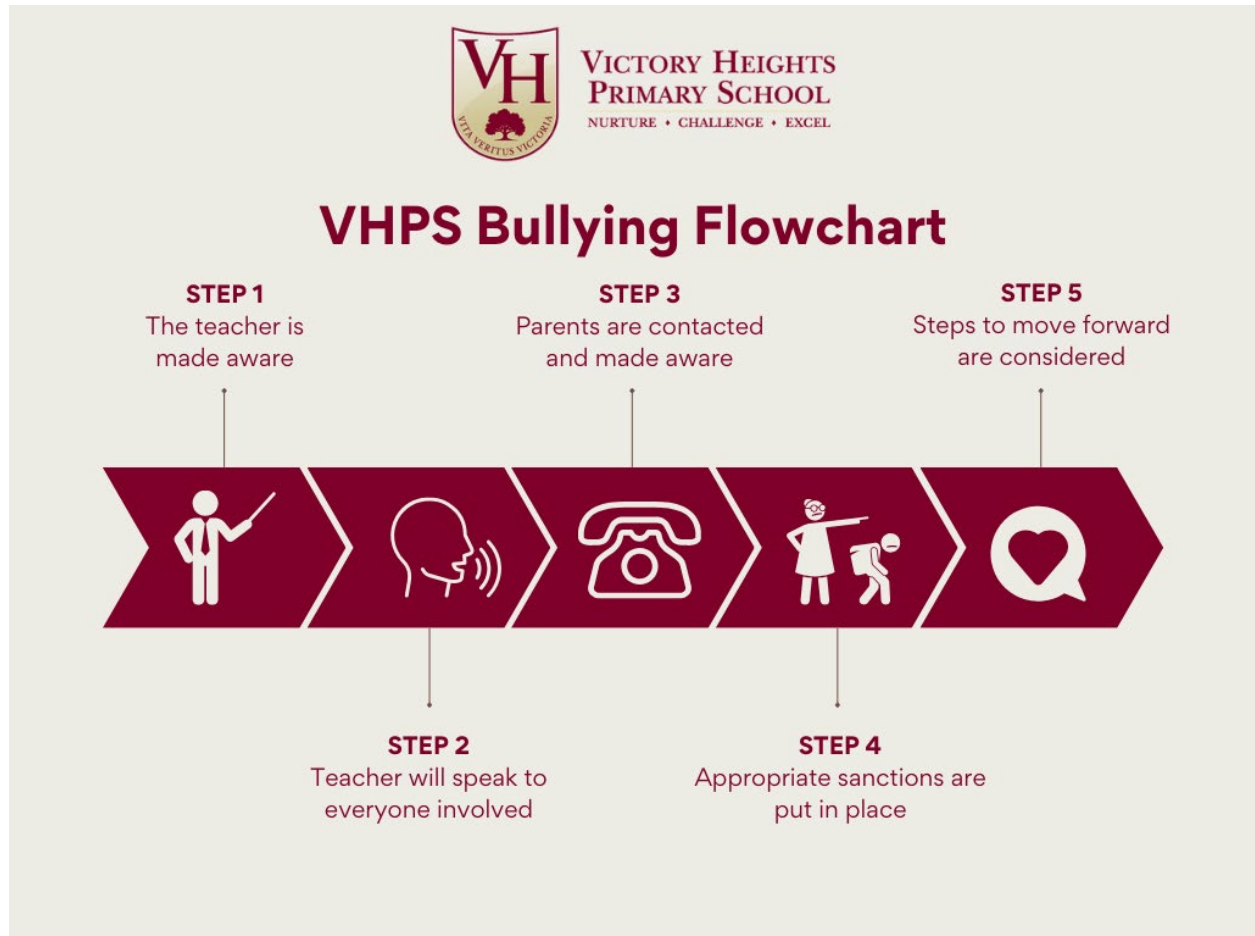 VH
VITA VERITUS VICTORIA
VICTORY HEIGHTS
PRIMARY SCHOOL
NURTURE • CHALLENGE • EXCEL
VHPS Bullying Flowchart
STEP 1
The teacher is
made aware
STEP 2
Teacher will speak to
everyone involved
STEP 3
Parents are contacted
and made aware
STEP 4
Appropriate sanctions are
put in place
STEP 5
Steps to move forward
are considered